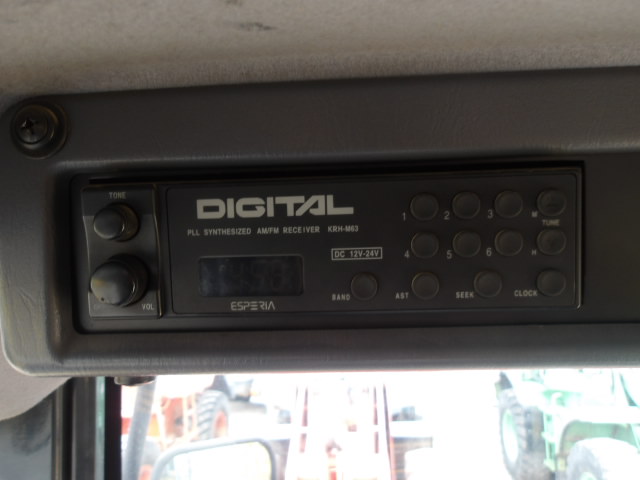 TONE
DIGITAL
PLL SYNTHESIZED AM/FM RECEIVER KRH-M63
DC 12V-24V
1 2 3 M
TUNE
4 5 6 H
BAND AST SEEK CLOCK
VOL
ESPERIA